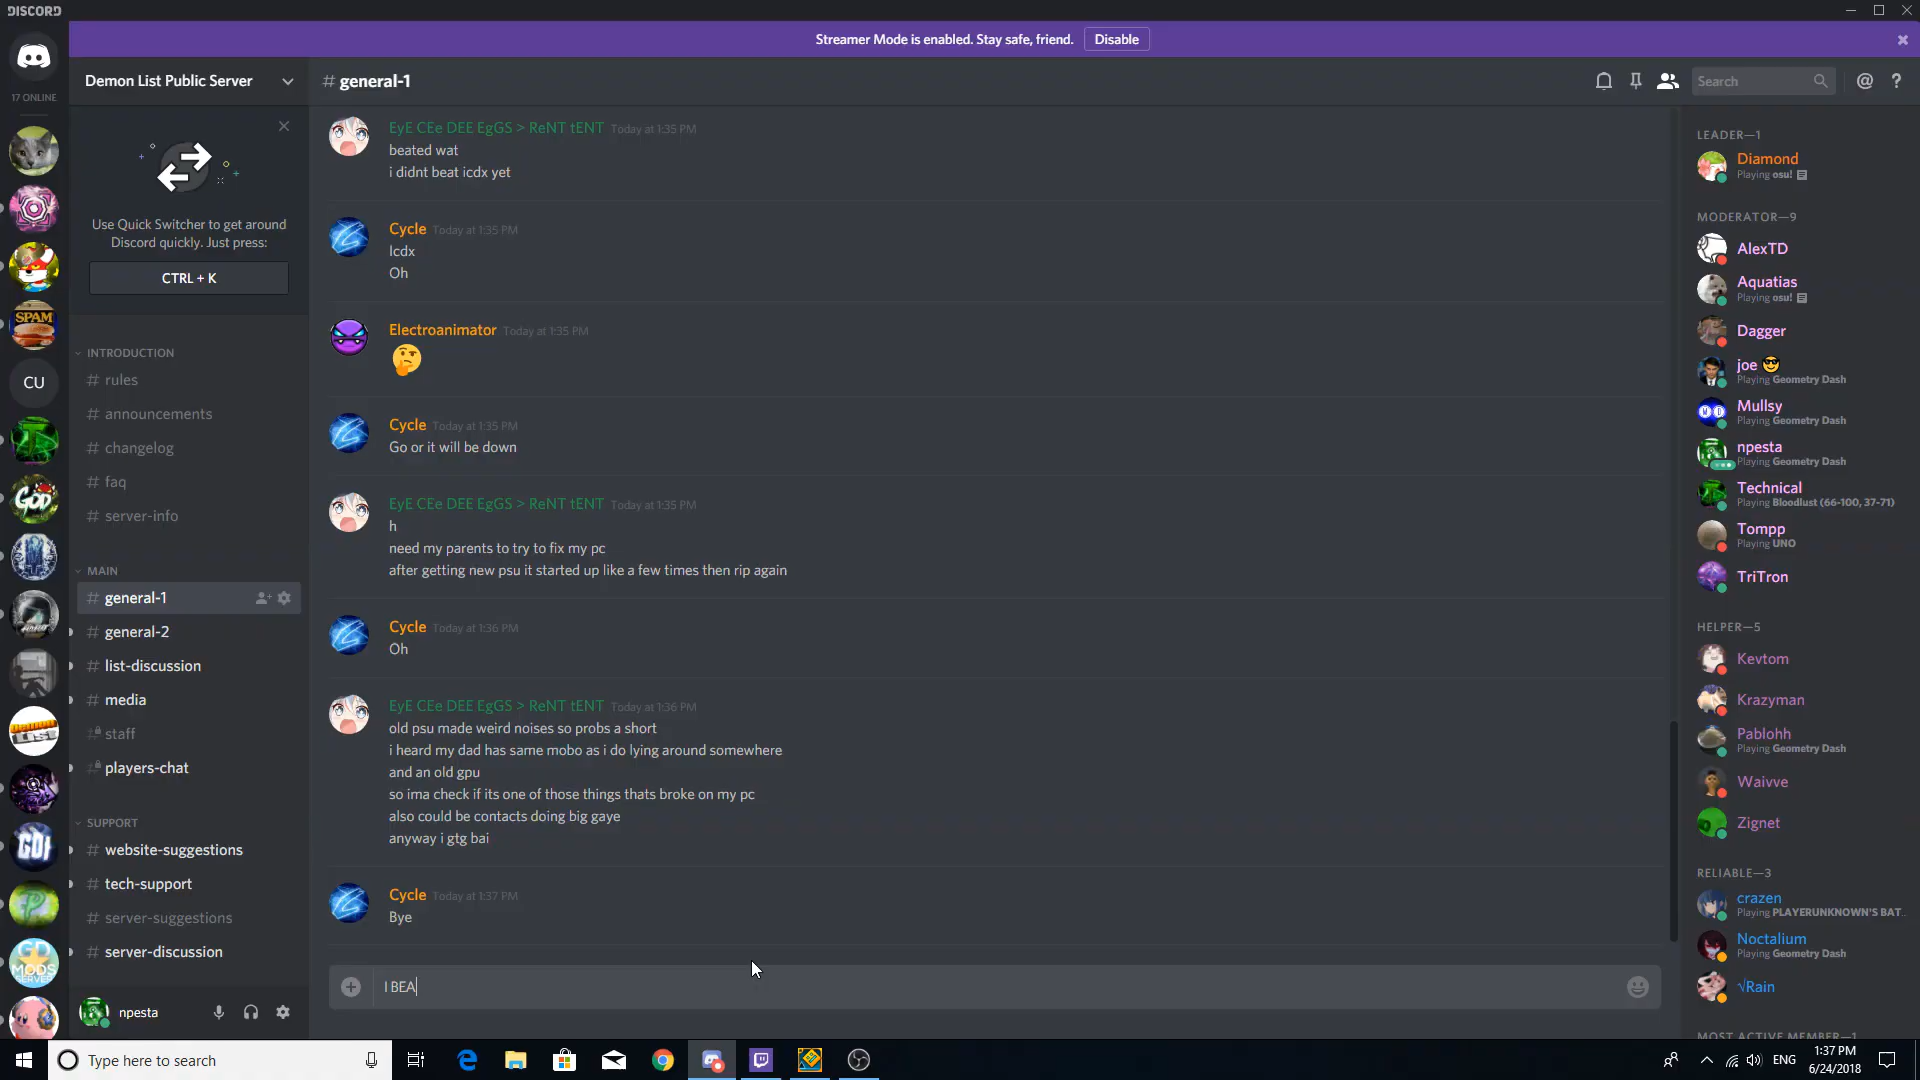 DISCORD
Streamer Mode is enabled. Stay safe, friend. Disable
17 ONLINE
SPAM
CU
GOD
GDI
GD MODS SERVER
Demon List Public Server
Use Quick Switcher to get around
Discord quickly. Just press:
CTRL + K
INTRODUCTION
# rules
# announcements
# changelog
# faq
# server-info
MAIN
# general-1
# general-2
# list-discussion
# media
# staff
# players-chat
SUPPORT
# website-suggestions
# tech-support
# server-suggestions
# server-discussion
npesta
# general-1
Search
EyE CEe DEE EgGS > ReNT tENT Today at 1:35 PM
beated wat
i didnt beat icdx yet
Cycle Today at 1:35 PM
Icdx
Oh
Electroanimator Today at 1:35 PM
Cycle Today at 1:35 PM
Go or it will be down
EyE CEe DEE EgGS > ReNT tENT Today at 1:35 PM
h
need my parents to try to fix my pc
after getting new psu it started up like a few times then rip again
Cycle Today at 1:36 PM
Oh
EyE CEe DEE EgGS > ReNT tENT Today at 1:36 PM
old psu made weird noises so probs a short
i heard my dad has same mobo as i do lying around somewhere
and an old gpu
so ima check if its one of those things thats broke on my pc
also could be contacts doing big gaye
anyway i gtg bai
Cycle Today at 1:37 PM
Bye
I BEA
LEADER—1
Diamond
Playing osu!
MODERATOR—9
AlexTD
Aquatias
Playing osu!
Dagger
joe 😎
Playing Geometry Dash
Mullsy
Playing Geometry Dash
npesta
Playing Geometry Dash
Technical
Playing Bloodlust (66-100, 37-71)
Tompp
Playing UNO
TriTron
HELPER—5
Kevtom
Krazyman
Pablohh
Playing Geometry Dash
Waivve
Zignet
RELIABLE—3
crazen
Playing PLAYERUNKNOWN'S BAT...
Noctalium
Playing Geometry Dash
√Rain
MOST ACTIVE MEMBER—1
Type here to search
ENG
1:37 PM
6/24/2018